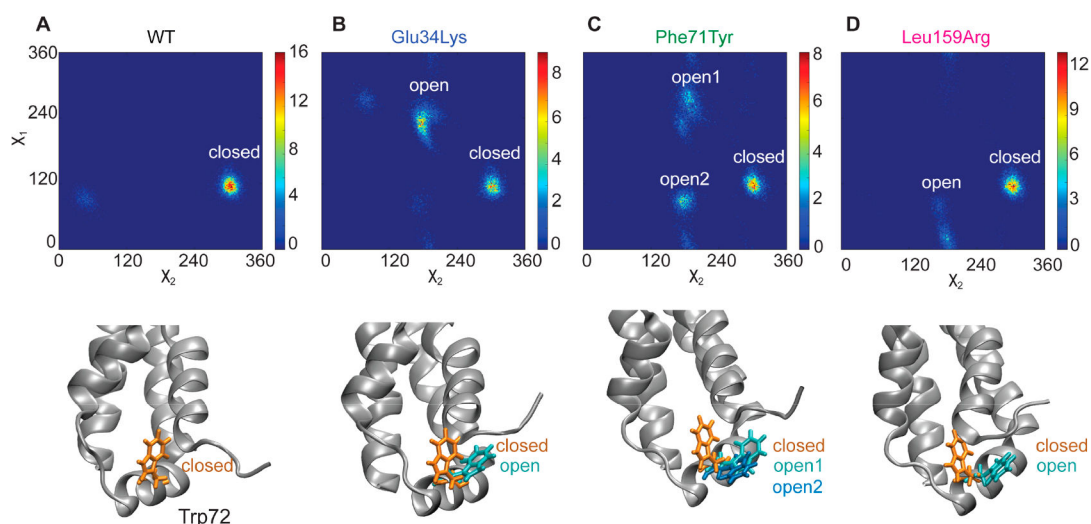 A WT
B Glu34Lys
C Phe71Tyr
D Leu159Arg
360
240
120
0
χ₁
closed
0 120 240 360
χ₂
16
12
8
4
0
open
closed
0 120 240 360
χ₂
8
6
4
2
0
open1
open2
closed
0 120 240 360
χ₂
8
6
4
2
0
open
closed
0 120 240 360
χ₂
12
9
6
3
0
closed
Trp72
closed
open
closed
open1
open2
closed
open